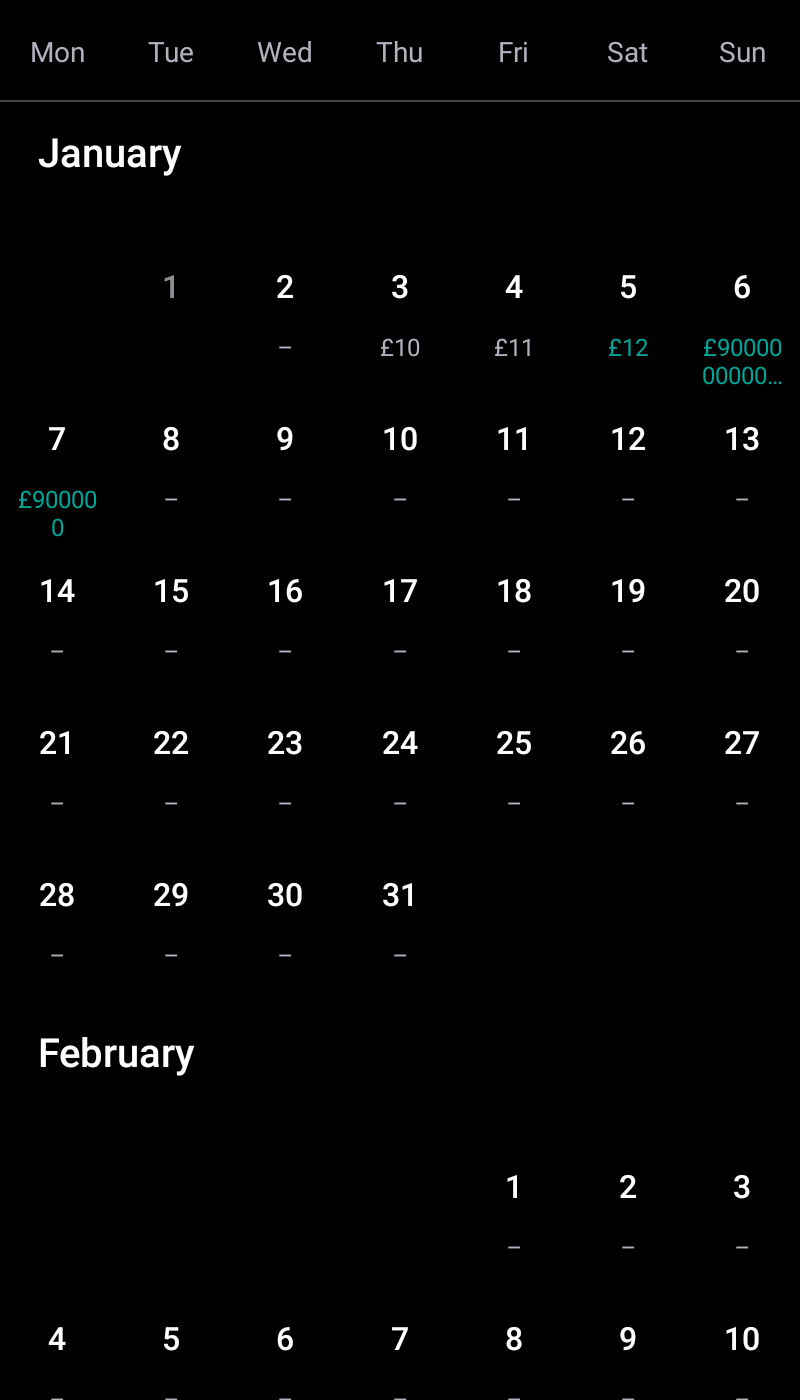 Mon Tue Wed Thu Fri Sat Sun
January
1 2 3 4 5 6
– £10 £11 £12 £90000
00000…
7 8 9 10 11 12 13
£90000 – – – – – –
0
14 15 16 17 18 19 20
– – – – – – –
21 22 23 24 25 26 27
– – – – – – –
28 29 30 31
– – – –
February
1 2 3
– – –
4 5 6 7 8 9 10
– – – – – – –